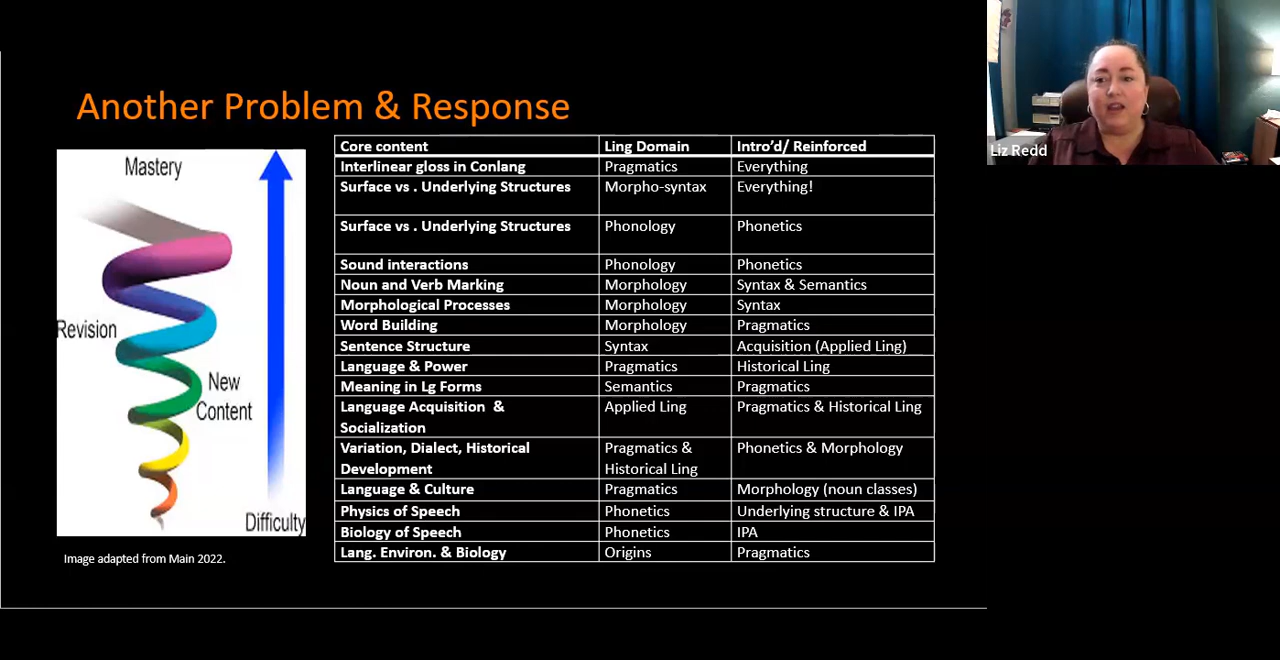 Another Problem & Response
Mastery
Revision
New
Content
Difficulty
Image adapted from Main 2022.
Core content Ling Domain Intro'd/ Reinforced
Interlinear gloss in Conlang Pragmatics Everything
Surface vs . Underlying Structures Morpho-syntax Everything!
Surface vs . Underlying Structures Phonology Phonetics
Sound interactions Phonology Phonetics
Noun and Verb Marking Morphology Syntax & Semantics
Morphological Processes Morphology Syntax
Word Building Morphology Pragmatics
Sentence Structure Syntax Acquisition (Applied Ling)
Language & Power Pragmatics Historical Ling
Meaning in Lg Forms Semantics Pragmatics
Language Acquisition & Applied Ling Pragmatics & Historical Ling
Socialization
Variation, Dialect, Historical Pragmatics & Phonetics & Morphology
Development Historical Ling
Language & Culture Pragmatics Morphology (noun classes)
Physics of Speech Phonetics Underlying structure & IPA
Biology of Speech Phonetics IPA
Lang. Environ. & Biology Origins Pragmatics
Liz Redd